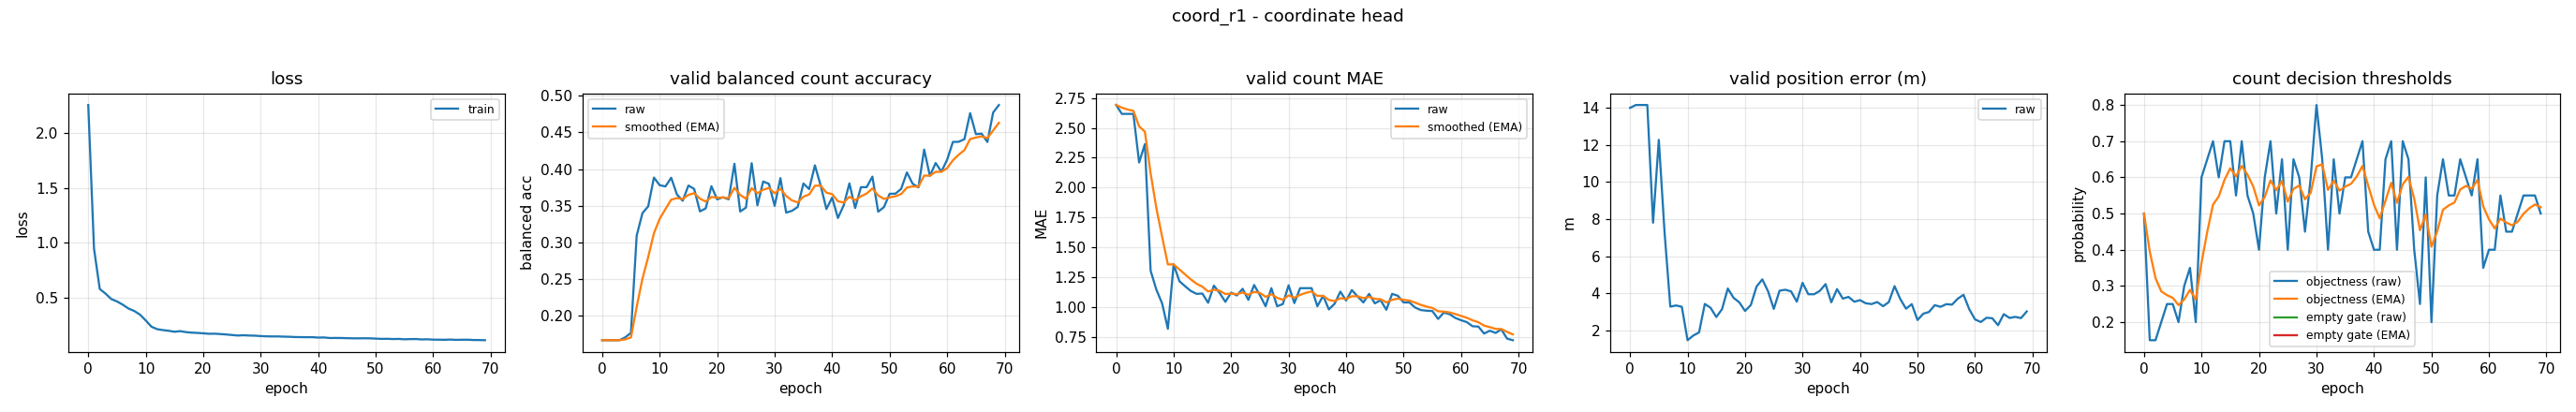 coord_r1 - coordinate head
loss
loss
2.0
1.5
1.0
0.5
train
0 10 20 30 40 50 60 70
epoch
valid balanced count accuracy
balanced acc
0.50
0.45
0.40
0.35
0.30
0.25
0.20
raw
smoothed (EMA)
0 10 20 30 40 50 60 70
epoch
valid count MAE
MAE
2.75
2.50
2.25
2.00
1.75
1.50
1.25
1.00
0.75
raw
smoothed (EMA)
0 10 20 30 40 50 60 70
epoch
valid position error (m)
m
14
12
10
8
6
4
2
raw
0 10 20 30 40 50 60 70
epoch
count decision thresholds
probability
0.8
0.7
0.6
0.5
0.4
0.3
0.2
objectness (raw)
objectness (EMA)
empty gate (raw)
empty gate (EMA)
0 10 20 30 40 50 60 70
epoch